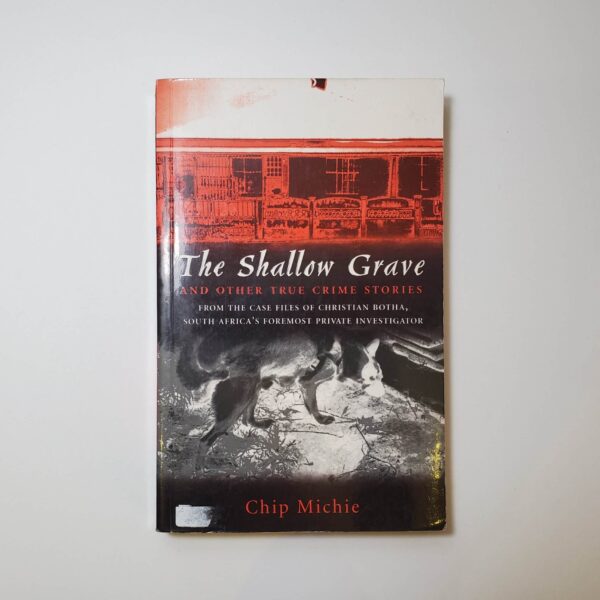 The Shallow Grave
AND OTHER TRUE CRIME STORIES
FROM THE CASE FILES OF CHRISTIAN BOTHA,
SOUTH AFRICA'S FOREMOST PRIVATE INVESTIGATOR
Chip Michie